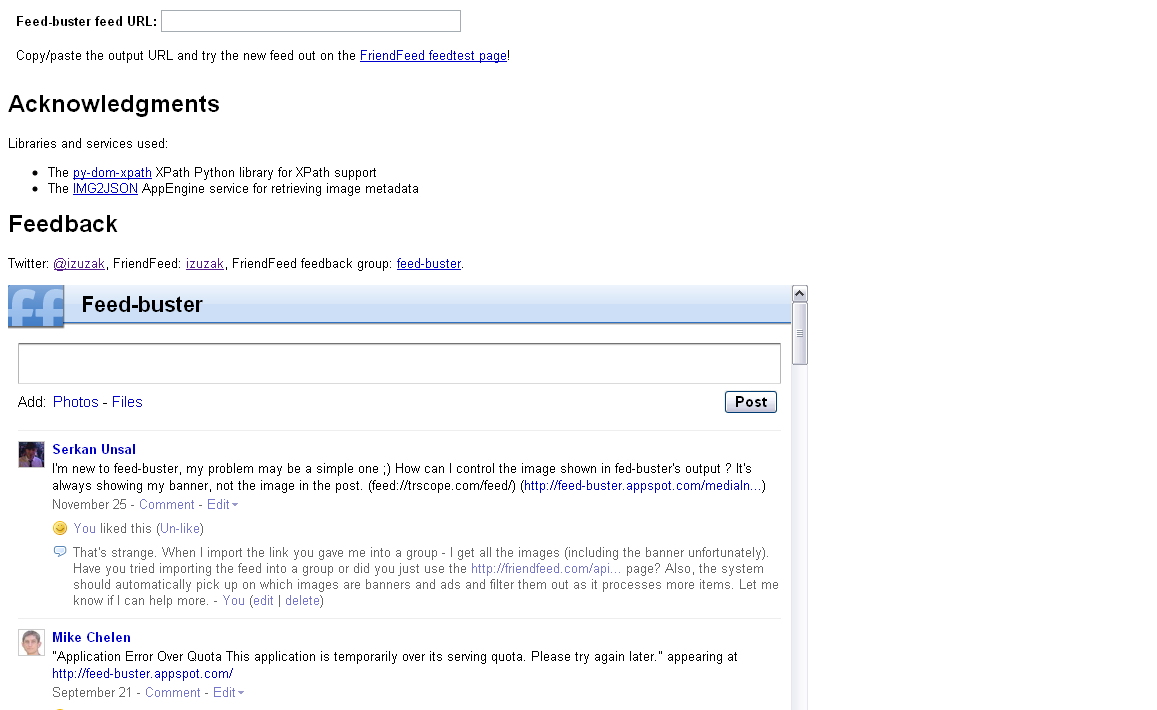 Feed-buster feed URL:
Copy/paste the output URL and try the new feed out on the FriendFeed feedtest page!
Acknowledgments
Libraries and services used:
• The py-dom-xpath XPath Python library for XPath support
• The IMG2JSON AppEngine service for retrieving image metadata
Feedback
Twitter: @izuzak, FriendFeed: izuzak, FriendFeed feedback group: feed-buster.
ff Feed-buster
Add: Photos - Files Post
Serkan Unsal
I'm new to feed-buster, my problem may be a simple one ;) How can I control the image shown in fed-buster's output ? It's
always showing my banner, not the image in the post. (feed://trscope.com/feed/) (http://feed-buster.appspot.com/mediaIn...)
November 25 - Comment - Edit
You liked this (Un-like)
That's strange. When I import the link you gave me into a group - I get all the images (including the banner unfortunately).
Have you tried importing the feed into a group or did you just use the http://friendfeed.com/api... page? Also, the system
should automatically pick up on which images are banners and ads and filter them out as it processes more items. Let me
know if I can help more. - You (edit | delete)
Mike Chelen
"Application Error Over Quota This application is temporarily over its serving quota. Please try again later." appearing at
http://feed-buster.appspot.com/
September 21 - Comment - Edit